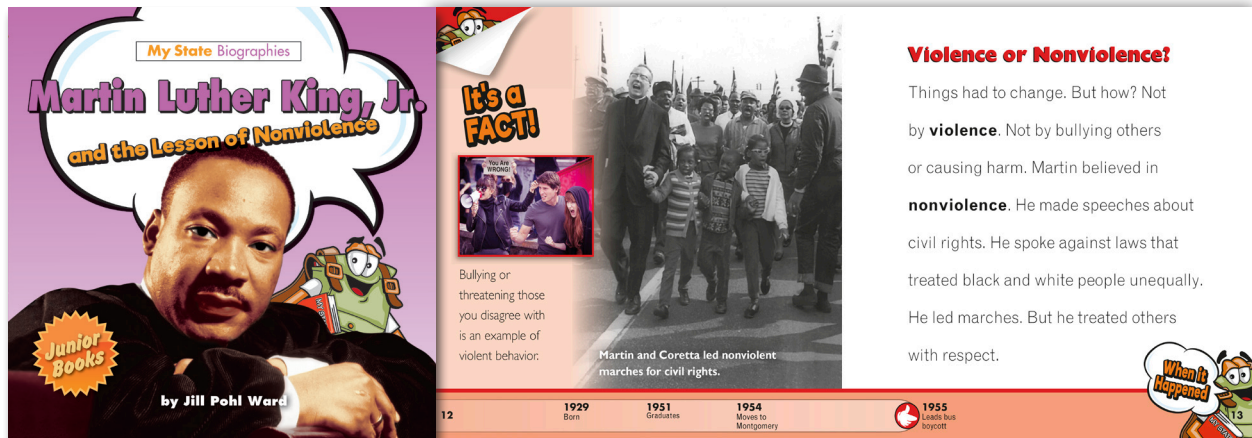 My State Biographies
Martin Luther King, Jr.
and the Lesson of Nonviolence
Junior
Books
by Jill Pohl Ward
It's a
FACT!
You Are
WRONG!
Bullying or
threatening those
you disagree with
is an example of
violent behavior.
Martin and Coretta led nonviolent
marches for civil rights.
Violence or Nonviolence?
Things had to change. But how? Not
by violence. Not by bullying others
or causing harm. Martin believed in
nonviolence. He made speeches about
civil rights. He spoke against laws that
treated black and white people unequally.
He led marches. But he treated others
with respect.
When it
Happened
12
1929
Born
1951
Graduates
1954
Moves to
Montgomery
1955
Leads bus
boycott
13